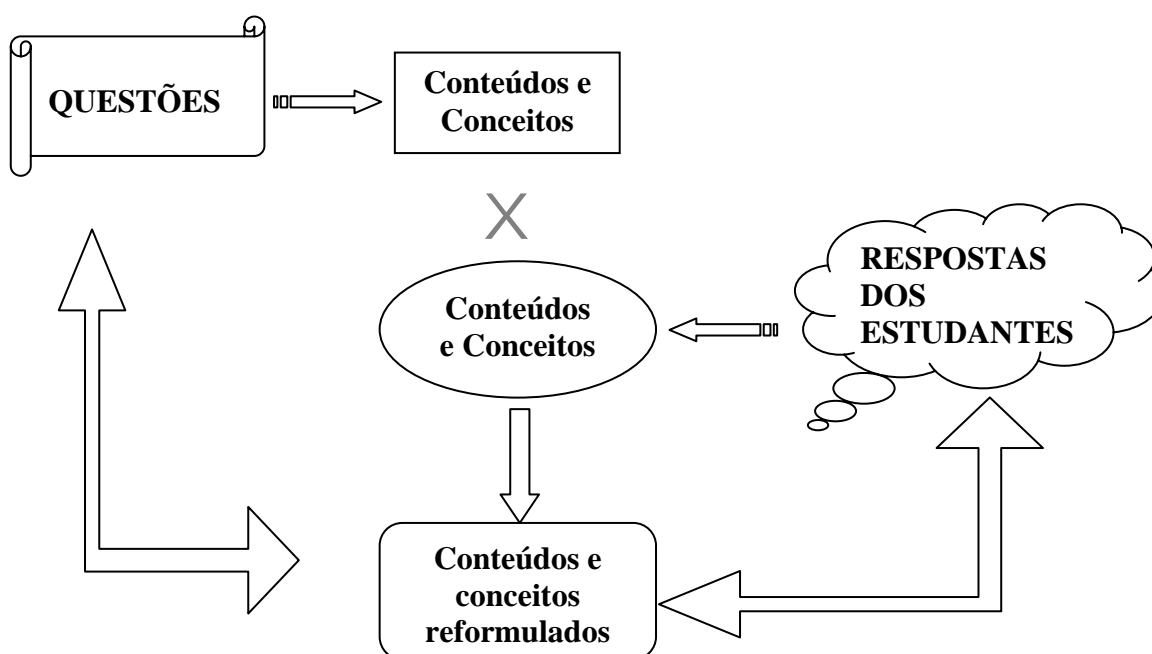 QUESTÕES
Conteúdos e
Conceitos
X
Conteúdos
e Conceitos
RESPOSTAS
DOS
ESTUDANTES
Conteúdos e
conceitos
reformulados